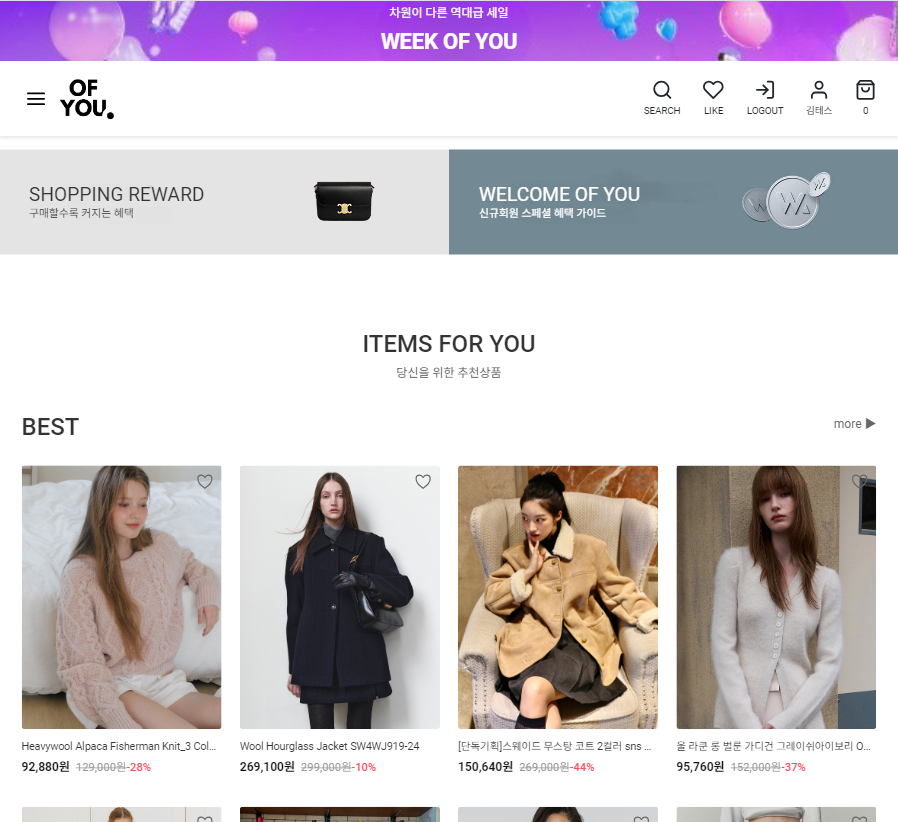 차원이 다른 역대급 세일
WEEK OF YOU
OF
YOU.
SEARCH
LIKE
LOGOUT
김테스
0
SHOPPING REWARD
구매할수록 커지는 혜택
WELCOME OF YOU
신규회원 스페셜 혜택 가이드
ITEMS FOR YOU
당신을 위한 추천상품
BEST
more ▶
Heavywool Alpaca Fisherman Knit_3 Col...
92,880원 129,000원-28%
Wool Hourglass Jacket SW4WJ919-24
269,100원 299,000원-10%
[단독기획]스웨이드 무스탕 코트 2컬러 sns ...
150,640원 269,000원-44%
울 라쿤 롱 벌룬 가디건 그레이쉬아이보리 O...
95,760원 152,000원-37%